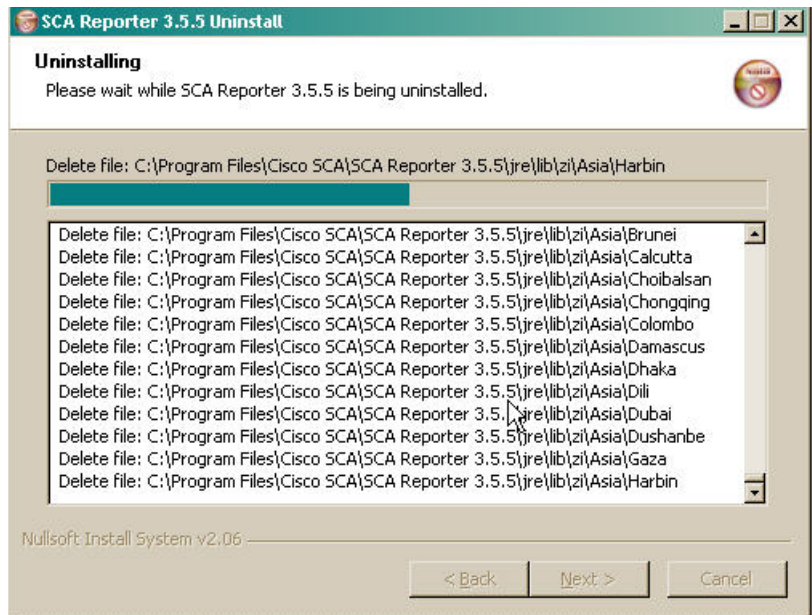 SCA Reporter 3.5.5 Uninstall
Uninstalling
Please wait while SCA Reporter 3.5.5 is being uninstalled.
Delete file: C:\Program Files\Cisco SCA\SCA Reporter 3.5.5\jre\lib\zi\Asia\Harbin
Delete file: C:\Program Files\Cisco SCA\SCA Reporter 3.5.5\jre\lib\zi\Asia\Brunei
Delete file: C:\Program Files\Cisco SCA\SCA Reporter 3.5.5\jre\lib\zi\Asia\Calcutta
Delete file: C:\Program Files\Cisco SCA\SCA Reporter 3.5.5\jre\lib\zi\Asia\Choibalsan
Delete file: C:\Program Files\Cisco SCA\SCA Reporter 3.5.5\jre\lib\zi\Asia\Chongqing
Delete file: C:\Program Files\Cisco SCA\SCA Reporter 3.5.5\jre\lib\zi\Asia\Colombo
Delete file: C:\Program Files\Cisco SCA\SCA Reporter 3.5.5\jre\lib\zi\Asia\Damascus
Delete file: C:\Program Files\Cisco SCA\SCA Reporter 3.5.5\jre\lib\zi\Asia\Dhaka
Delete file: C:\Program Files\Cisco SCA\SCA Reporter 3.5.5\jre\lib\zi\Asia\Dili
Delete file: C:\Program Files\Cisco SCA\SCA Reporter 3.5.5\jre\lib\zi\Asia\Dubai
Delete file: C:\Program Files\Cisco SCA\SCA Reporter 3.5.5\jre\lib\zi\Asia\Dushanbe
Delete file: C:\Program Files\Cisco SCA\SCA Reporter 3.5.5\jre\lib\zi\Asia\Gaza
Delete file: C:\Program Files\Cisco SCA\SCA Reporter 3.5.5\jre\lib\zi\Asia\Harbin
Nullsoft Install System v2.06
< Back
Next >
Cancel